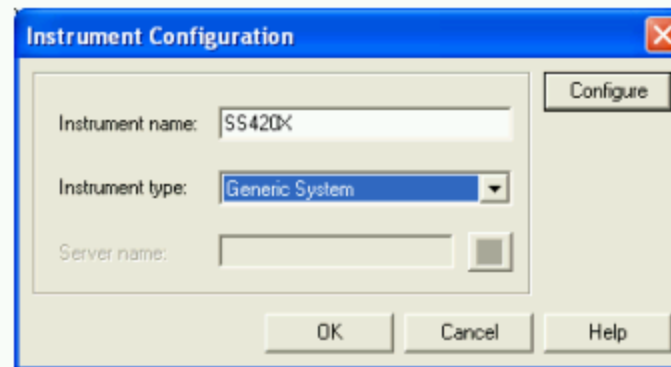 Instrument Configuration
Configure
Instrument name: SS420X
Instrument type: Generic System
Server name:
OK Cancel Help